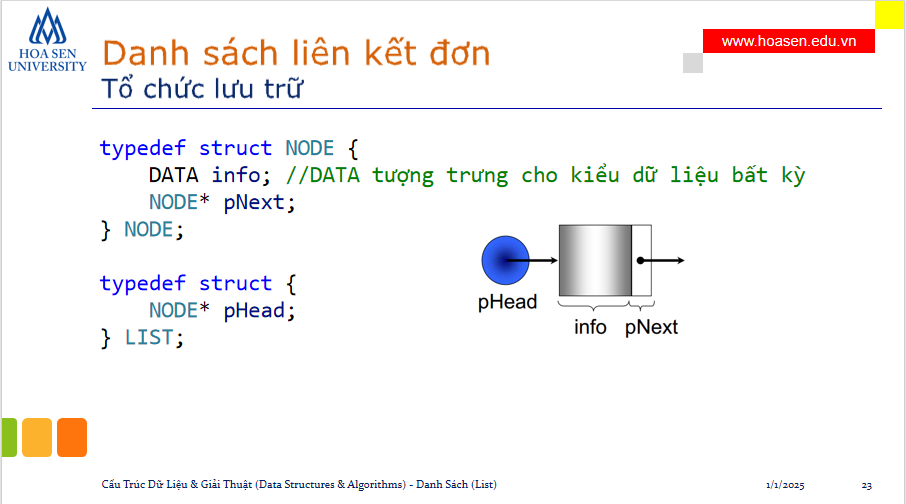 HOA SEN
UNIVERSITY
Danh sách liên kết đơn
Tổ chức lưu trữ
www.hoasen.edu.vn
typedef struct NODE {
    DATA info; //DATA tượng trưng cho kiểu dữ liệu bất kỳ
    NODE* pNext;
} NODE;
typedef struct {
    NODE* pHead;
} LIST;
pHead
info pNext
Cấu Trúc Dữ Liệu & Giải Thuật (Data Structures & Algorithms) - Danh Sách (List)
1/1/2025
23